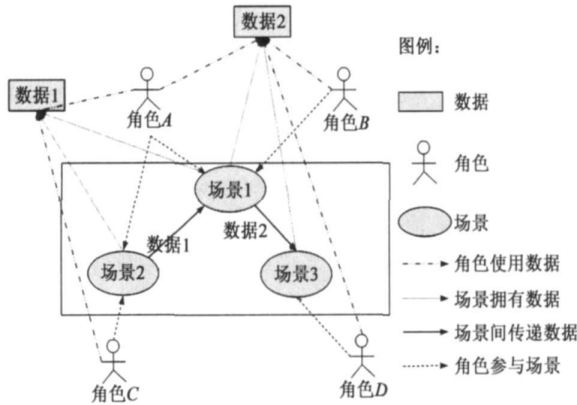 数据2
图例:
数据1
数据
角色A
角色B
角色
场景1
场景
数据1
数据2
场景2
场景3
角色使用数据
场景拥有数据
场景间传递数据
角色参与场景
角色C
角色D